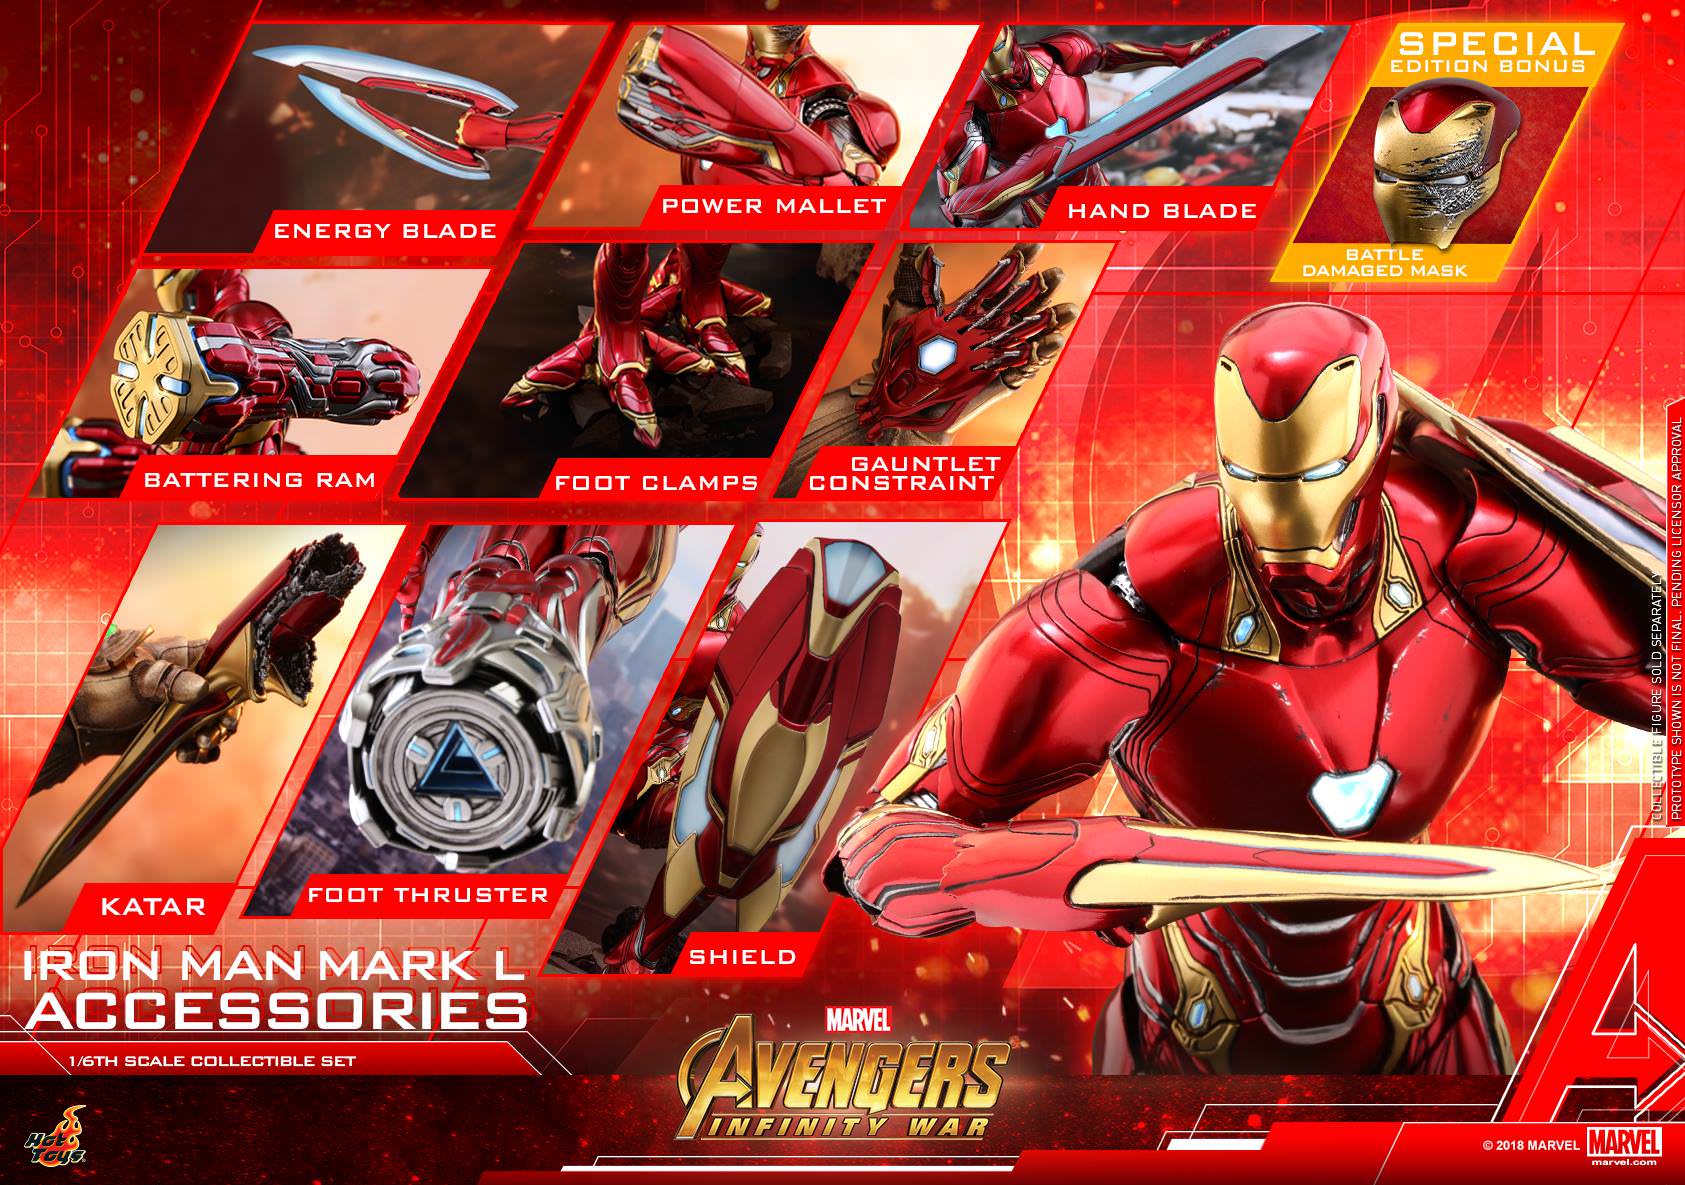 SPECIAL
EDITION BONUS
ENERGY BLADE
POWER MALLET
HAND BLADE
BATTLE
DAMAGED MASK
BATTERING RAM
FOOT CLAMPS
GAUNTLET
CONSTRAINT
KATAR
FOOT THRUSTER
SHIELD
COLLECTIBLE FIGURE SOLD SEPARATELY
PROTOTYPE SHOWN IS NOT FINAL. PENDING LICENSOR APPROVAL
IRON MAN MARK L
ACCESSORIES
1/6TH SCALE COLLECTIBLE SET
MARVEL
AVENGERS
INFINITY WAR
Hot
Toys
© 2018 MARVEL
MARVEL
marvel.com